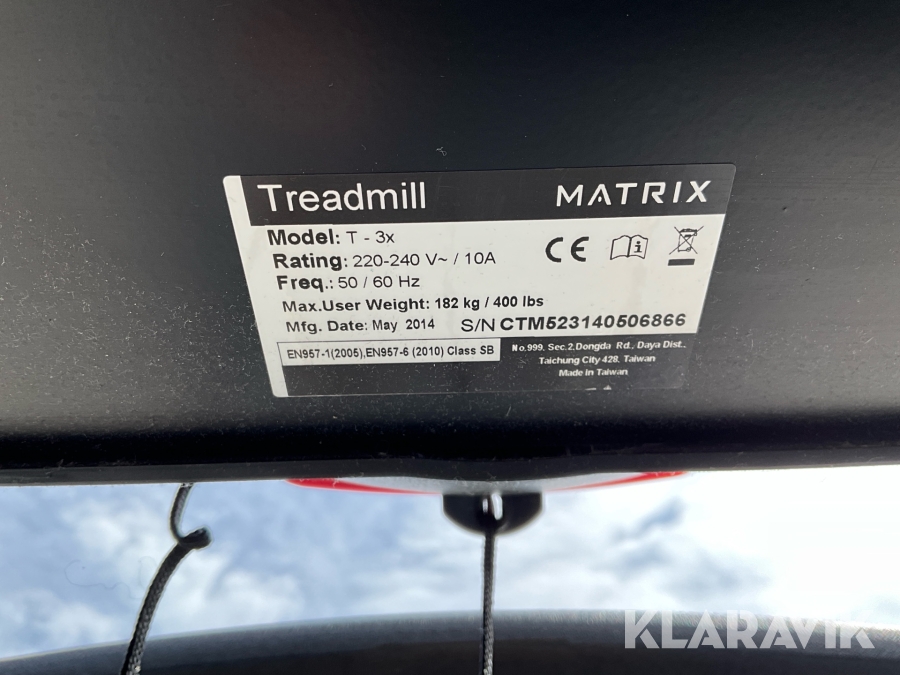 Treadmill MATRIX
Model: T - 3x
CE
Rating: 220-240 V~ / 10A
Freq.: 50 / 60 Hz
Max.User Weight: 182 kg / 400 lbs
Mfg. Date: May 2014 S/N CTM523140506866
EN957-1(2005),EN957-6 (2010) Class SB
No.999. Sec.2.Dongda Rd., Daya Dist.,
Taichung City 428. Taiwan
Made in Taiwan
KLARAVIK